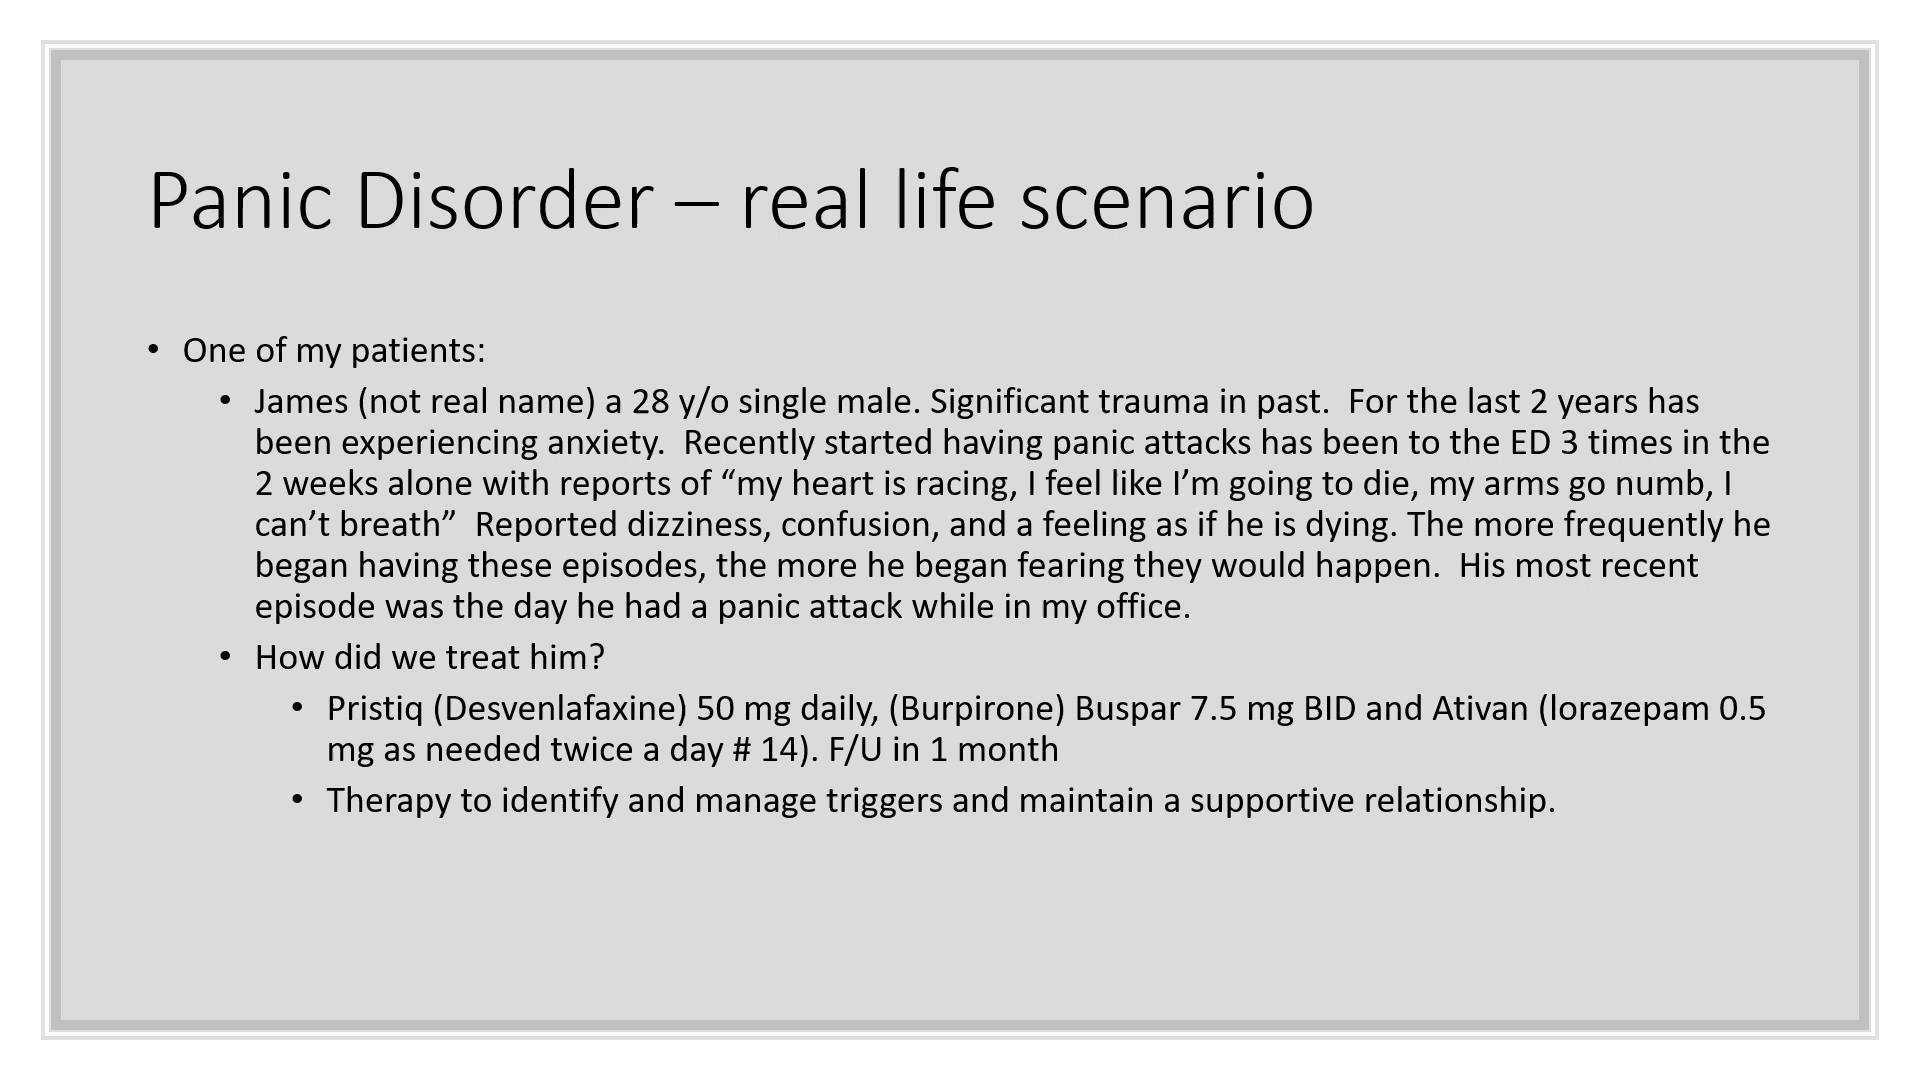 Panic Disorder – real life scenario
• One of my patients:
• James (not real name) a 28 y/o single male. Significant trauma in past.  For the last 2 years has
been experiencing anxiety.  Recently started having panic attacks has been to the ED 3 times in the
2 weeks alone with reports of “my heart is racing, I feel like I’m going to die, my arms go numb, I
can’t breath”  Reported dizziness, confusion, and a feeling as if he is dying. The more frequently he
began having these episodes, the more he began fearing they would happen.  His most recent
episode was the day he had a panic attack while in my office.
• How did we treat him?
• Pristiq (Desvenlafaxine) 50 mg daily, (Burpirone) Buspar 7.5 mg BID and Ativan (lorazepam 0.5
mg as needed twice a day # 14). F/U in 1 month
• Therapy to identify and manage triggers and maintain a supportive relationship.